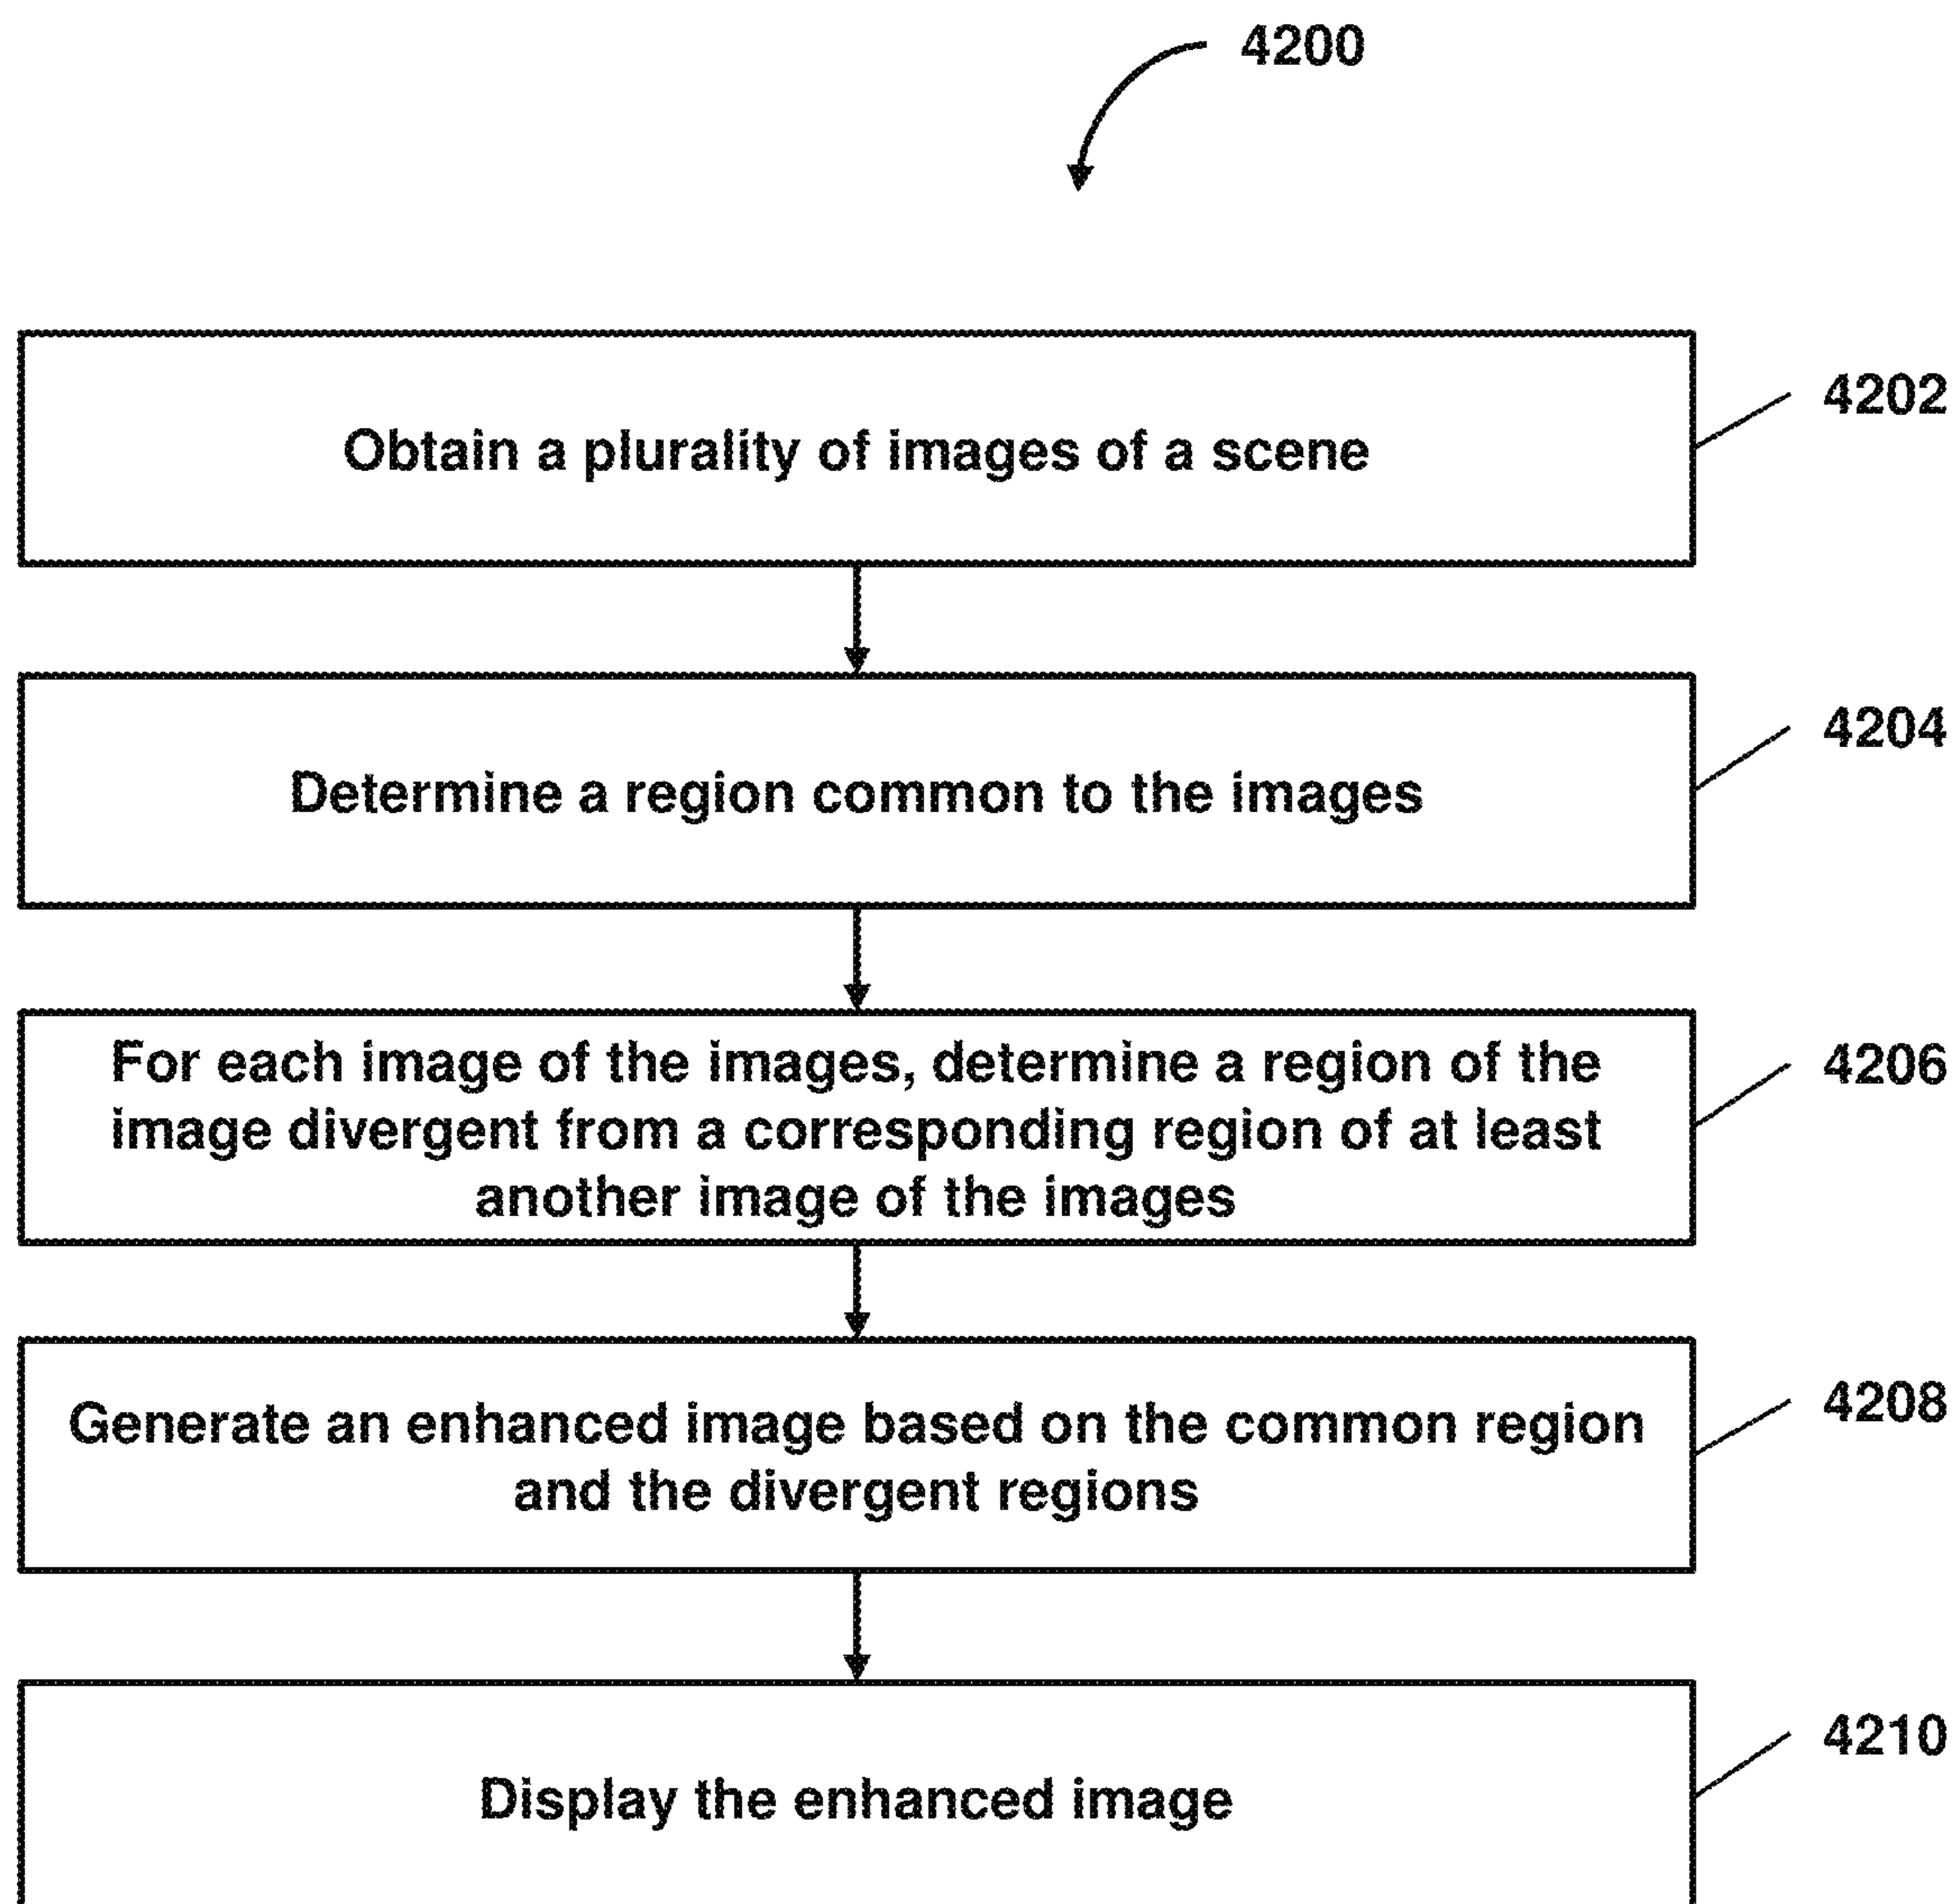 4200
4202
Obtain a plurality of images of a scene
4204
Determine a region common to the images
4206
For each image of the images, determine a region of the
image divergent from a corresponding region of at least
another image of the images
4208
Generate an enhanced image based on the common region
and the divergent regions
4210
Display the enhanced image